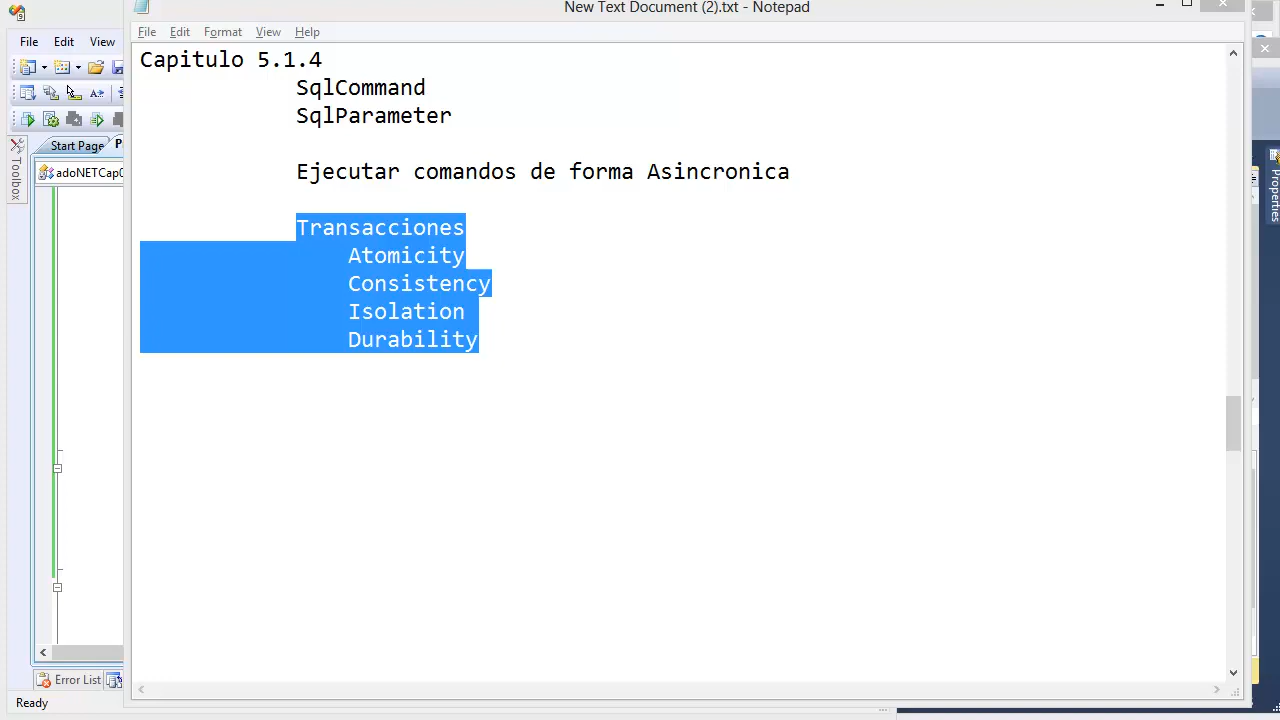 New Text Document (2).txt - Notepad
File Edit View
File Edit Format View Help
Capitulo 5.1.4
SqlCommand
SqlParameter
Ejecutar comandos de forma Asincronica
Transacciones
Atomicity
Consistency
Isolation
Durability
Start Page
Toolbox
adoNETCap
Properties
Error List
Ready